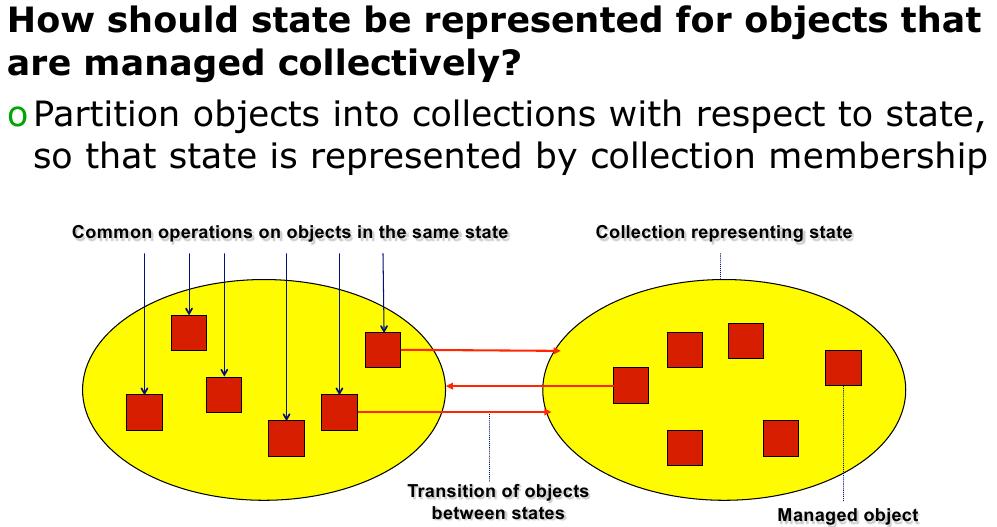 How should state be represented for objects that
are managed collectively?
o Partition objects into collections with respect to state,
so that state is represented by collection membership
Common operations on objects in the same state
Collection representing state
Transition of objects
between states
Managed object